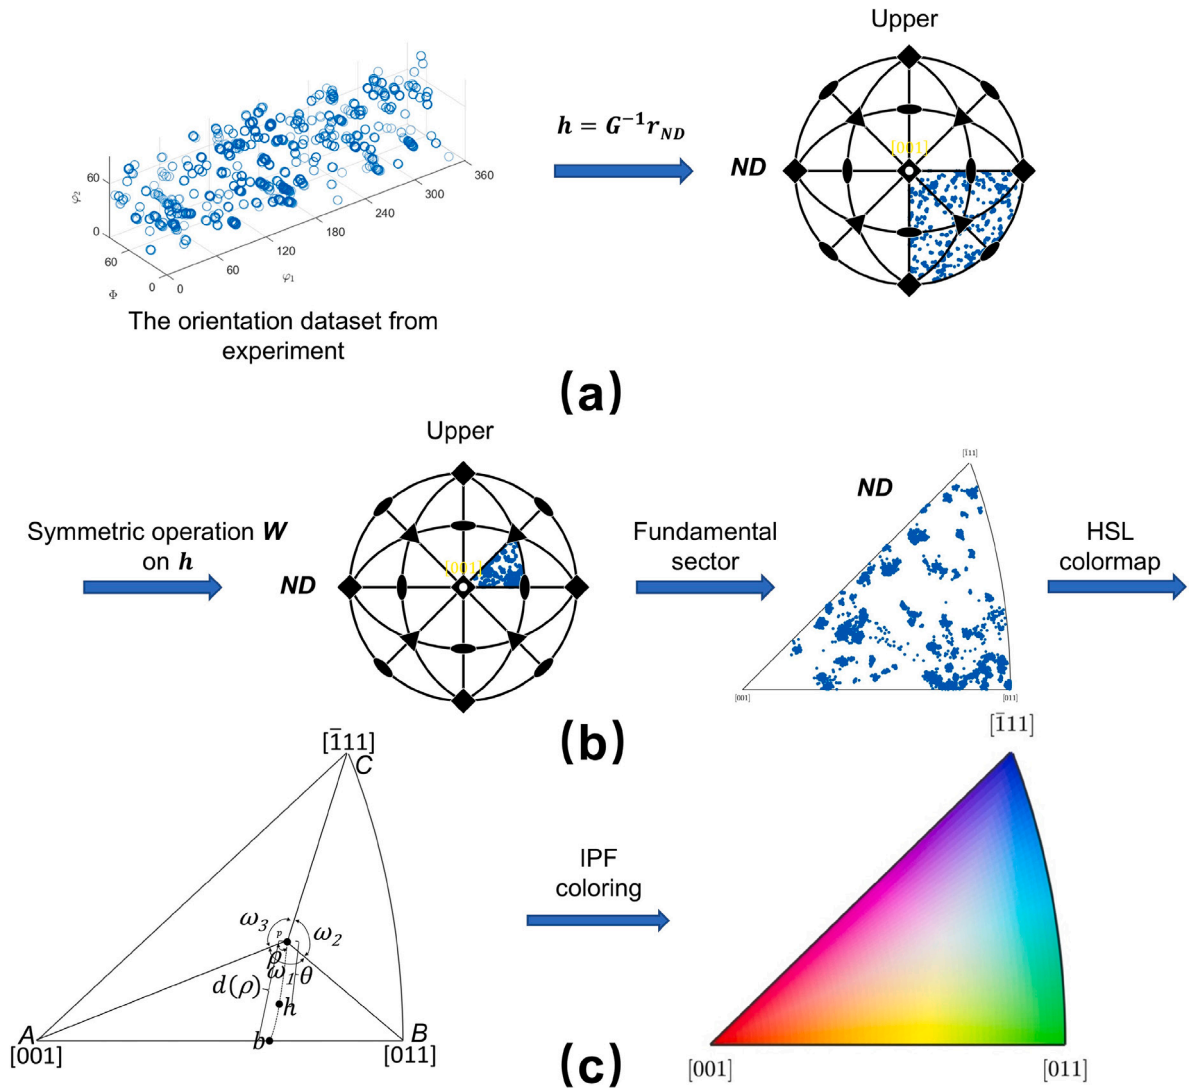 Upper
h = G⁻¹r_ND
[001]
ND
60
0
φ₂
60
0
Φ
0
60
120
180
240
300
360
φ₁
The orientation dataset from
experiment
(a)
Upper
Symmetric operation W
on h
[001]
ND
Fundamental
sector
ND
[1̅11]
[001]
[011]
HSL
colormap
(b)
[1̅11]
C
ω₃
p
ω₂
ρ
ω₁
θ
d(ρ)
h
A
b
B
[001]
[011]
IPF
coloring
[1̅11]
[001]
[011]
(c)